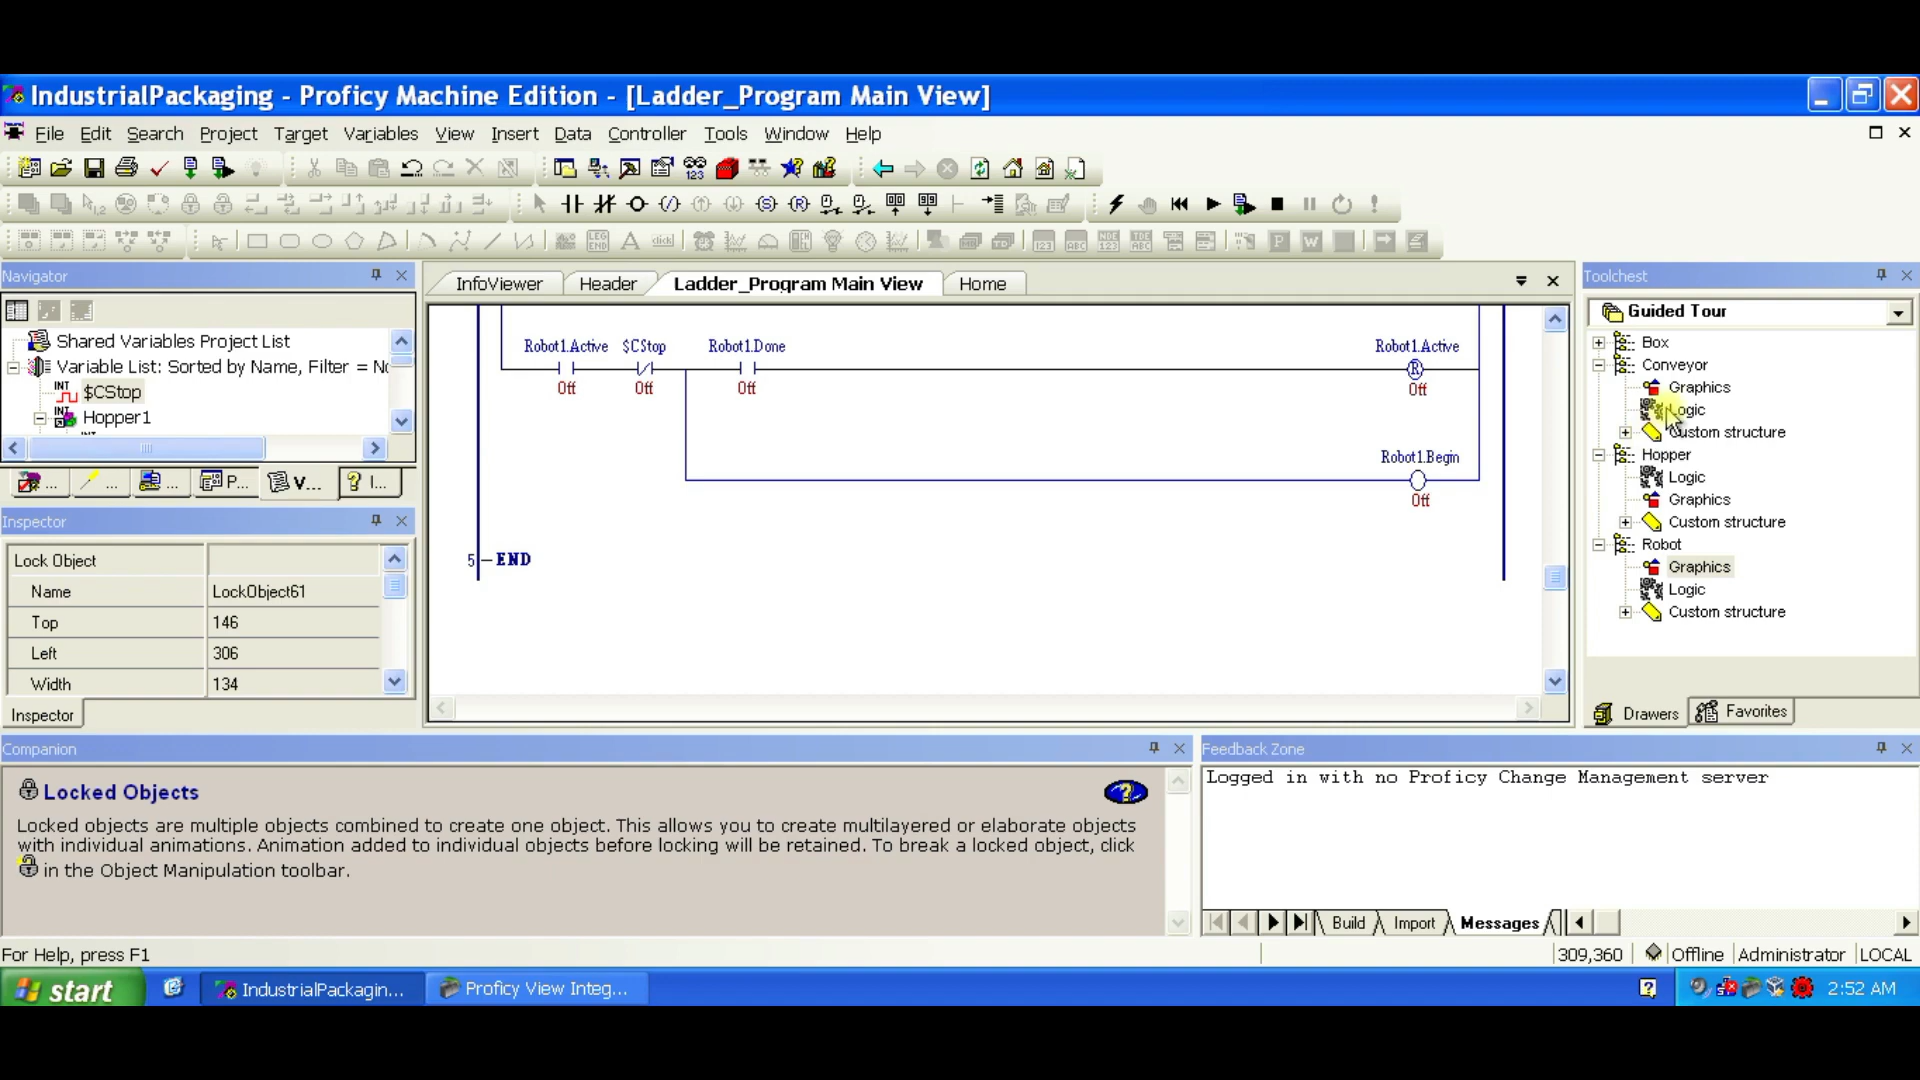 IndustrialPackaging - Proficy Machine Edition - [Ladder_Program Main View]
File Edit Search Project Target Variables View Insert Data Controller Tools Window Help
Navigator
Shared Variables Project List
Variable List: Sorted by Name, Filter = No
INT
$CStop
INT
Hopper1
P...
V...
I...
Inspector
Lock Object
Name LockObject61
Top 146
Left 306
Width 134
Inspector
InfoViewer Header Ladder_Program Main View Home
Robot1.Active $CStop Robot1.Done Robot1.Active
R
Off Off Off Off
Robot1.Begin
Off
5 END
Toolchest
Guided Tour
Box
Conveyor
Graphics
Logic
Custom structure
Hopper
Logic
Graphics
Custom structure
Robot
Graphics
Logic
Custom structure
Drawers Favorites
Companion
Locked Objects
Locked objects are multiple objects combined to create one object. This allows you to create multilayered or elaborate objects
with individual animations. Animation added to individual objects before locking will be retained. To break a locked object, click
in the Object Manipulation toolbar.
Feedback Zone
Logged in with no Proficy Change Management server
Build Import Messages
For Help, press F1
309,360 Offline Administrator LOCAL
start IndustrialPackagin... Proficy View Integ... 2:52 AM